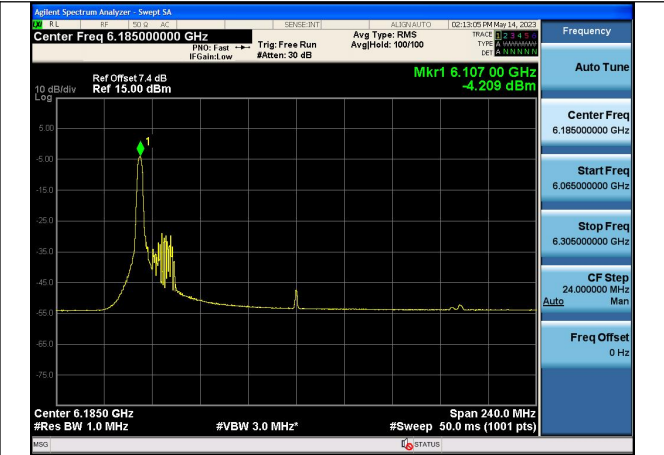 Agilent Spectrum Analyzer - Swept SA
RL RF 50 Ω AC SENSE:INT ALIGN AUTO 02:13:05 PM May 14, 2023
Center Freq 6.185000000 GHz
PNO: Fast
IFGain:Low
Trig: Free Run
#Atten: 30 dB
Avg Type: RMS
Avg|Hold: 100/100
TRACE 1 2 3 4 5 6
TYPE A
DET A N N N N N
Frequency
Mkr1 6.107 00 GHz
-4.209 dBm
Ref Offset 7.4 dB
10 dB/div Ref 15.00 dBm
Log
5.00
-5.00
-15.0
-25.0
-35.0
-45.0
-55.0
-65.0
-75.0
1
Center 6.1850 GHz Span 240.0 MHz
#Res BW 1.0 MHz #VBW 3.0 MHz* #Sweep 50.0 ms (1001 pts)
MSG STATUS
Auto Tune
Center Freq
6.185000000 GHz
Start Freq
6.065000000 GHz
Stop Freq
6.305000000 GHz
CF Step
24.000000 MHz
Auto Man
Freq Offset
0 Hz